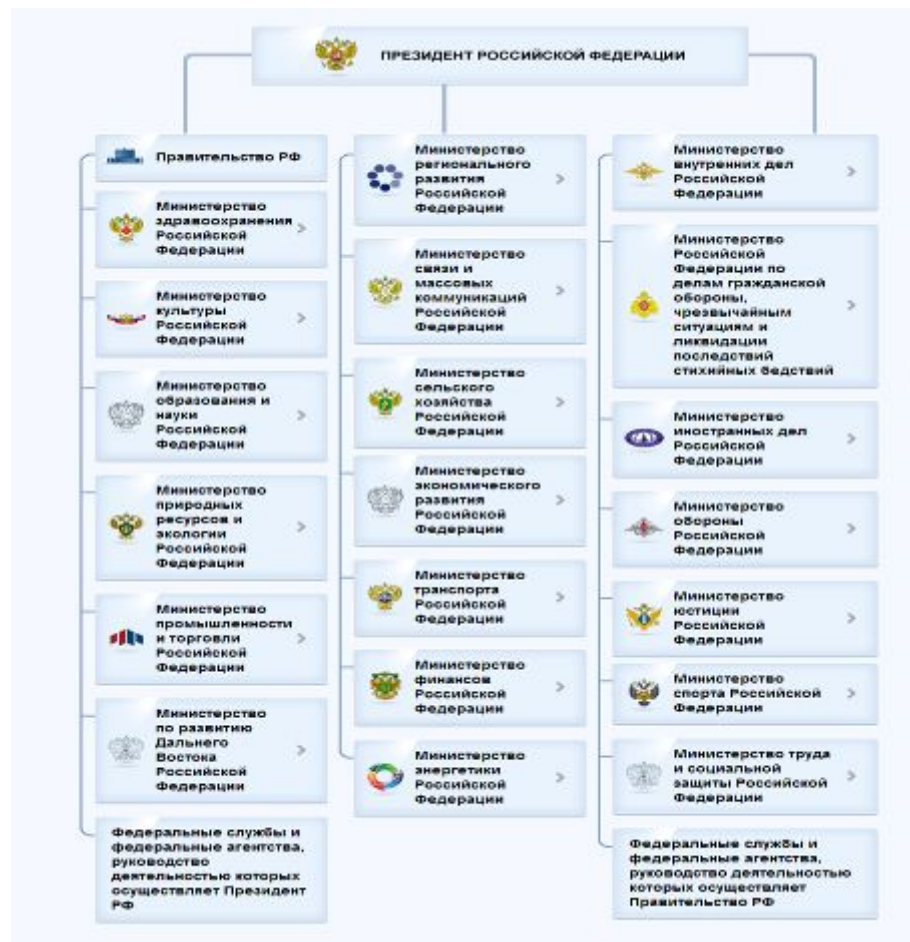 ПРЕЗИДЕНТ РОССИЙСКОЙ ФЕДЕРАЦИИ
Правительство РФ
Министерство
здравоохранения
Российской
Федерации
Министерство
культуры
Российской
Федерации
Министерство
образования и
науки
Российской
Федерации
Министерство
природных
ресурсов и
экологии
Российской
Федерации
Министерство
промышленности
и торговли
Российской
Федерации
Министерство
по развитию
Дальнего
Востока
Российской
Федерации
Федеральные службы и
федеральные агентства,
руководство
деятельностью которых
осуществляет Президент
РФ
Министерство
регионального
развития
Российской
Федерации
Министерство
связи и
массовых
коммуникаций
Российской
Федерации
Министерство
сельского
хозяйства
Российской
Федерации
Министерство
экономического
развития
Российской
Федерации
Министерство
транспорта
Российской
Федерации
Министерство
финансов
Российской
Федерации
Министерство
энергетики
Российской
Федерации
Министерство
внутренних дел
Российской
Федерации
Министерство
Российской
Федерации по
делам гражданской
обороны,
чрезвычайным
ситуациям и
ликвидации
последствий
стихийных бедствий
Министерство
иностранных дел
Российской
Федерации
Министерство
обороны
Российской
Федерации
Министерство
юстиции
Российской
Федерации
Министерство
спорта Российской
Федерации
Министерство труда
и социальной
защиты Российской
Федерации
Федеральные службы и
федеральные агентства,
руководство деятельностью
которых осуществляет
Правительство РФ